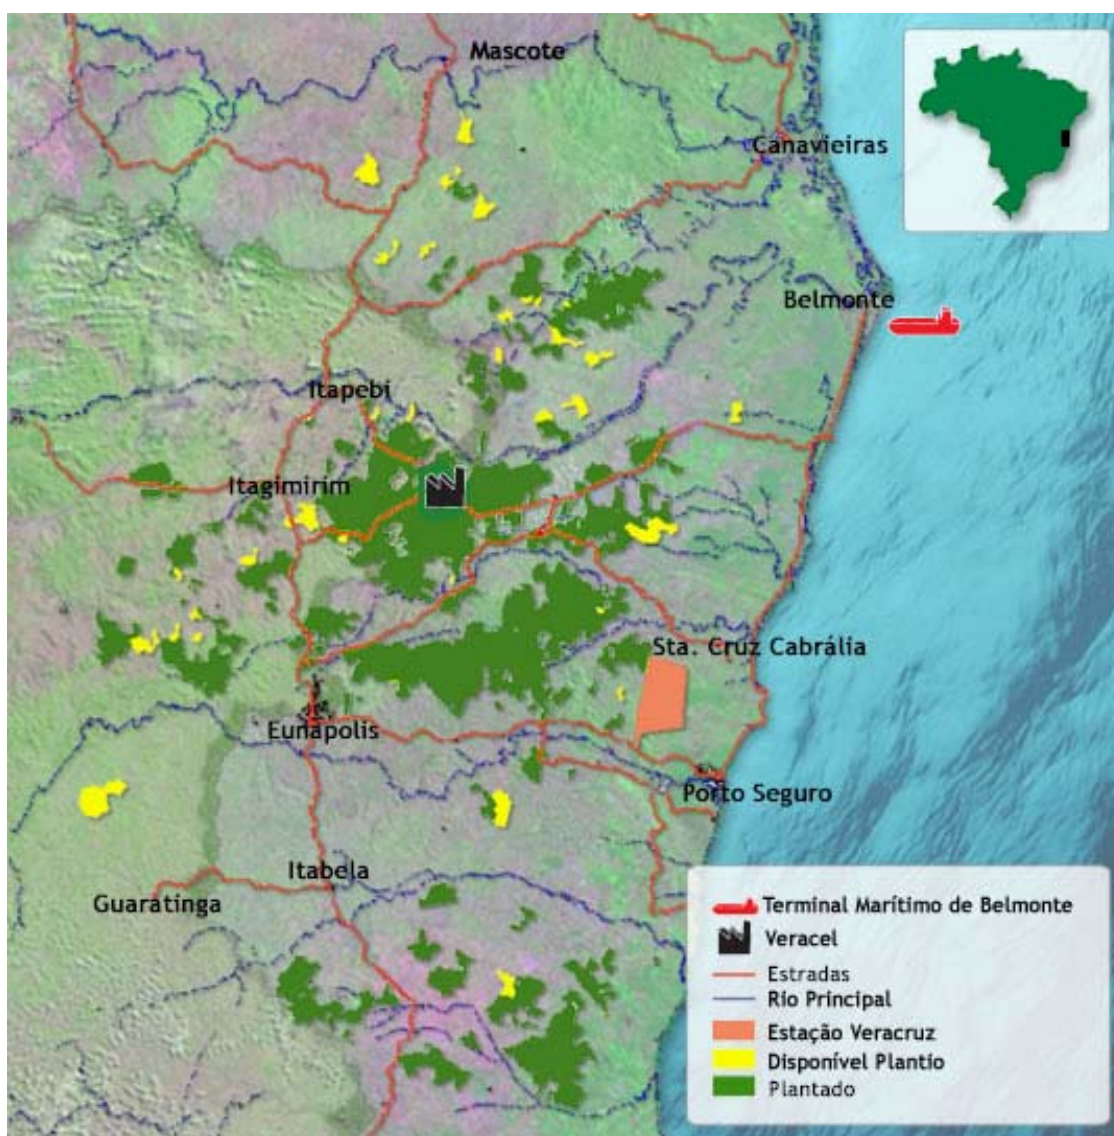 Mascote
Canavieiras
Belmonte
Itapebi
Itagimirim
Sta. Cruz Cabrália
Eunápolis
Porto Seguro
Itabela
Guaratinga
Terminal Marítimo de Belmonte
Veracel
Estradas
Rio Principal
Estação Veracruz
Disponível Plantio
Plantado